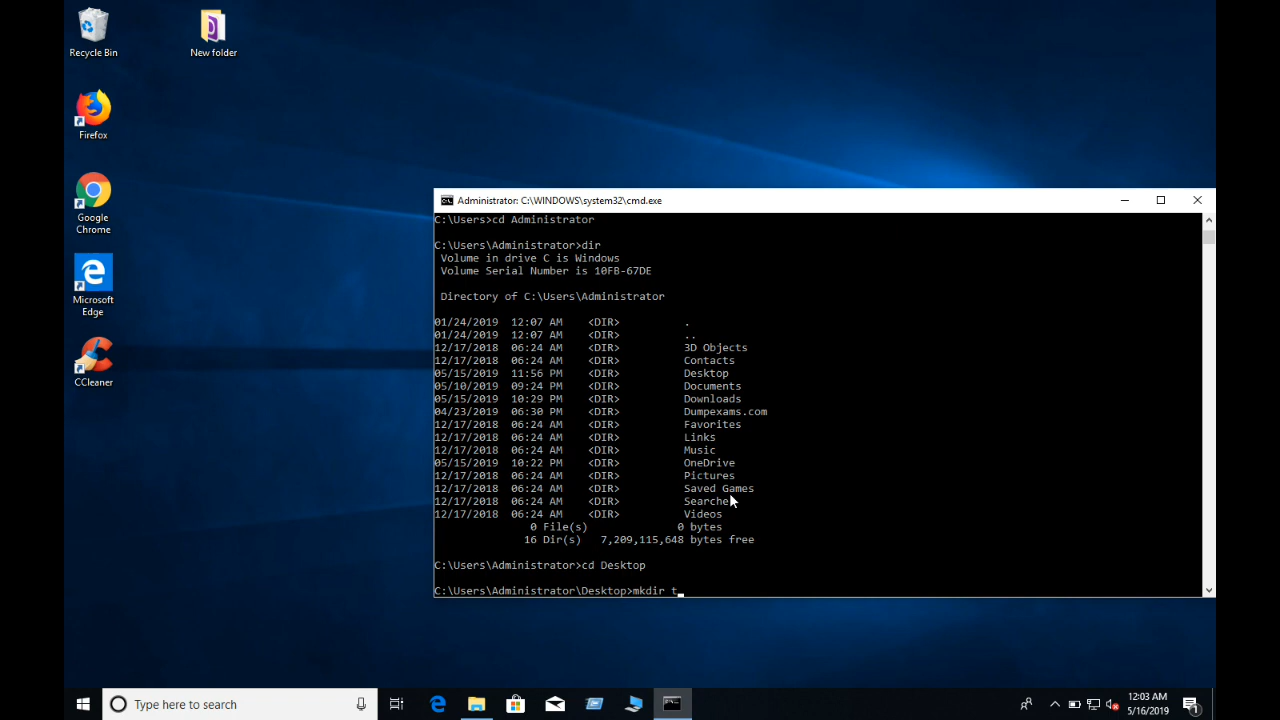 Recycle Bin
New folder
Firefox
Google
Chrome
Microsoft
Edge
CCleaner
Administrator: C:\WINDOWS\system32\cmd.exe
C:\Users>cd Administrator
C:\Users\Administrator>dir
Volume in drive C is Windows
Volume Serial Number is 10FB-67DE
Directory of C:\Users\Administrator
01/24/2019 12:07 AM <DIR> .
01/24/2019 12:07 AM <DIR> ..
12/17/2018 06:24 AM <DIR> 3D Objects
12/17/2018 06:24 AM <DIR> Contacts
05/15/2019 11:56 PM <DIR> Desktop
05/10/2019 09:24 PM <DIR> Documents
05/15/2019 10:29 PM <DIR> Downloads
04/23/2019 06:30 PM <DIR> Dumpexams.com
12/17/2018 06:24 AM <DIR> Favorites
12/17/2018 06:24 AM <DIR> Links
12/17/2018 06:24 AM <DIR> Music
05/15/2019 10:22 PM <DIR> OneDrive
12/17/2018 06:24 AM <DIR> Pictures
12/17/2018 06:24 AM <DIR> Saved Games
12/17/2018 06:24 AM <DIR> Searches
12/17/2018 06:24 AM <DIR> Videos
0 File(s) 0 bytes
16 Dir(s) 7,209,115,648 bytes free
C:\Users\Administrator>cd Desktop
C:\Users\Administrator\Desktop>mkdir t_
Type here to search
12:03 AM
5/16/2019
1